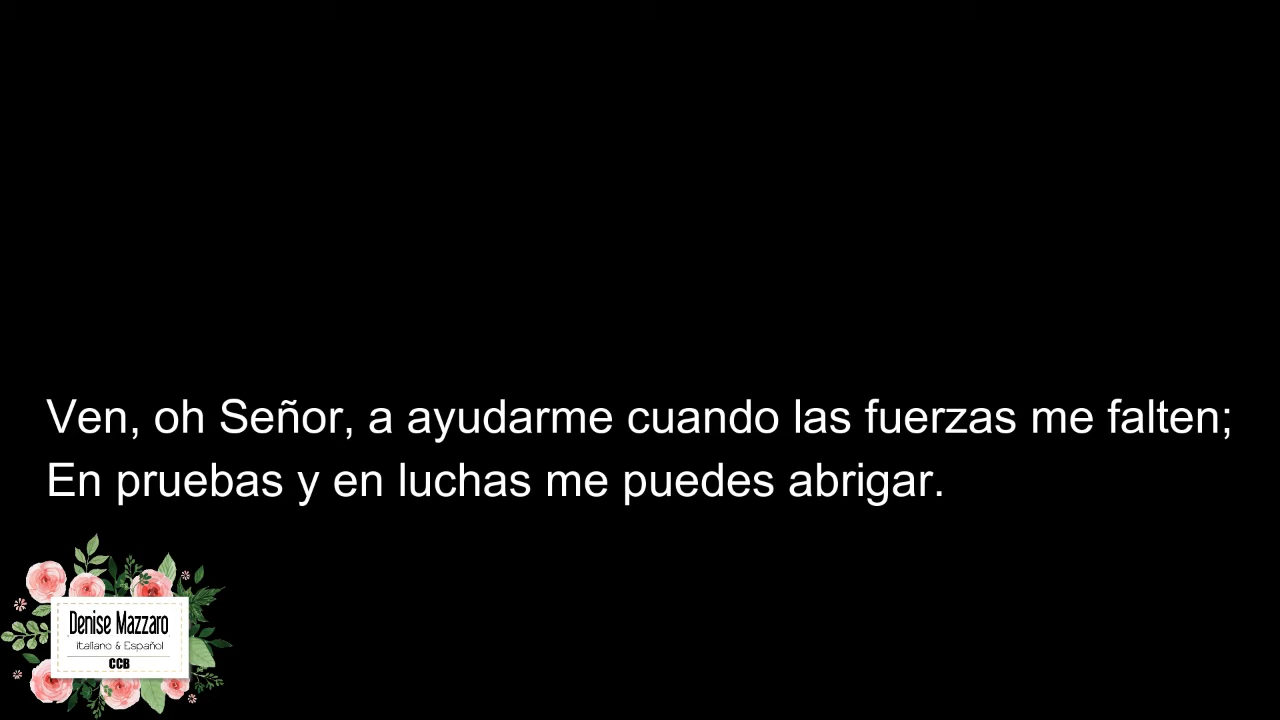 Ven, oh Señor, a ayudarme cuando las fuerzas me falten;
En pruebas y en luchas me puedes abrigar.
Denise Mazzaro
italiano & Español
CCB